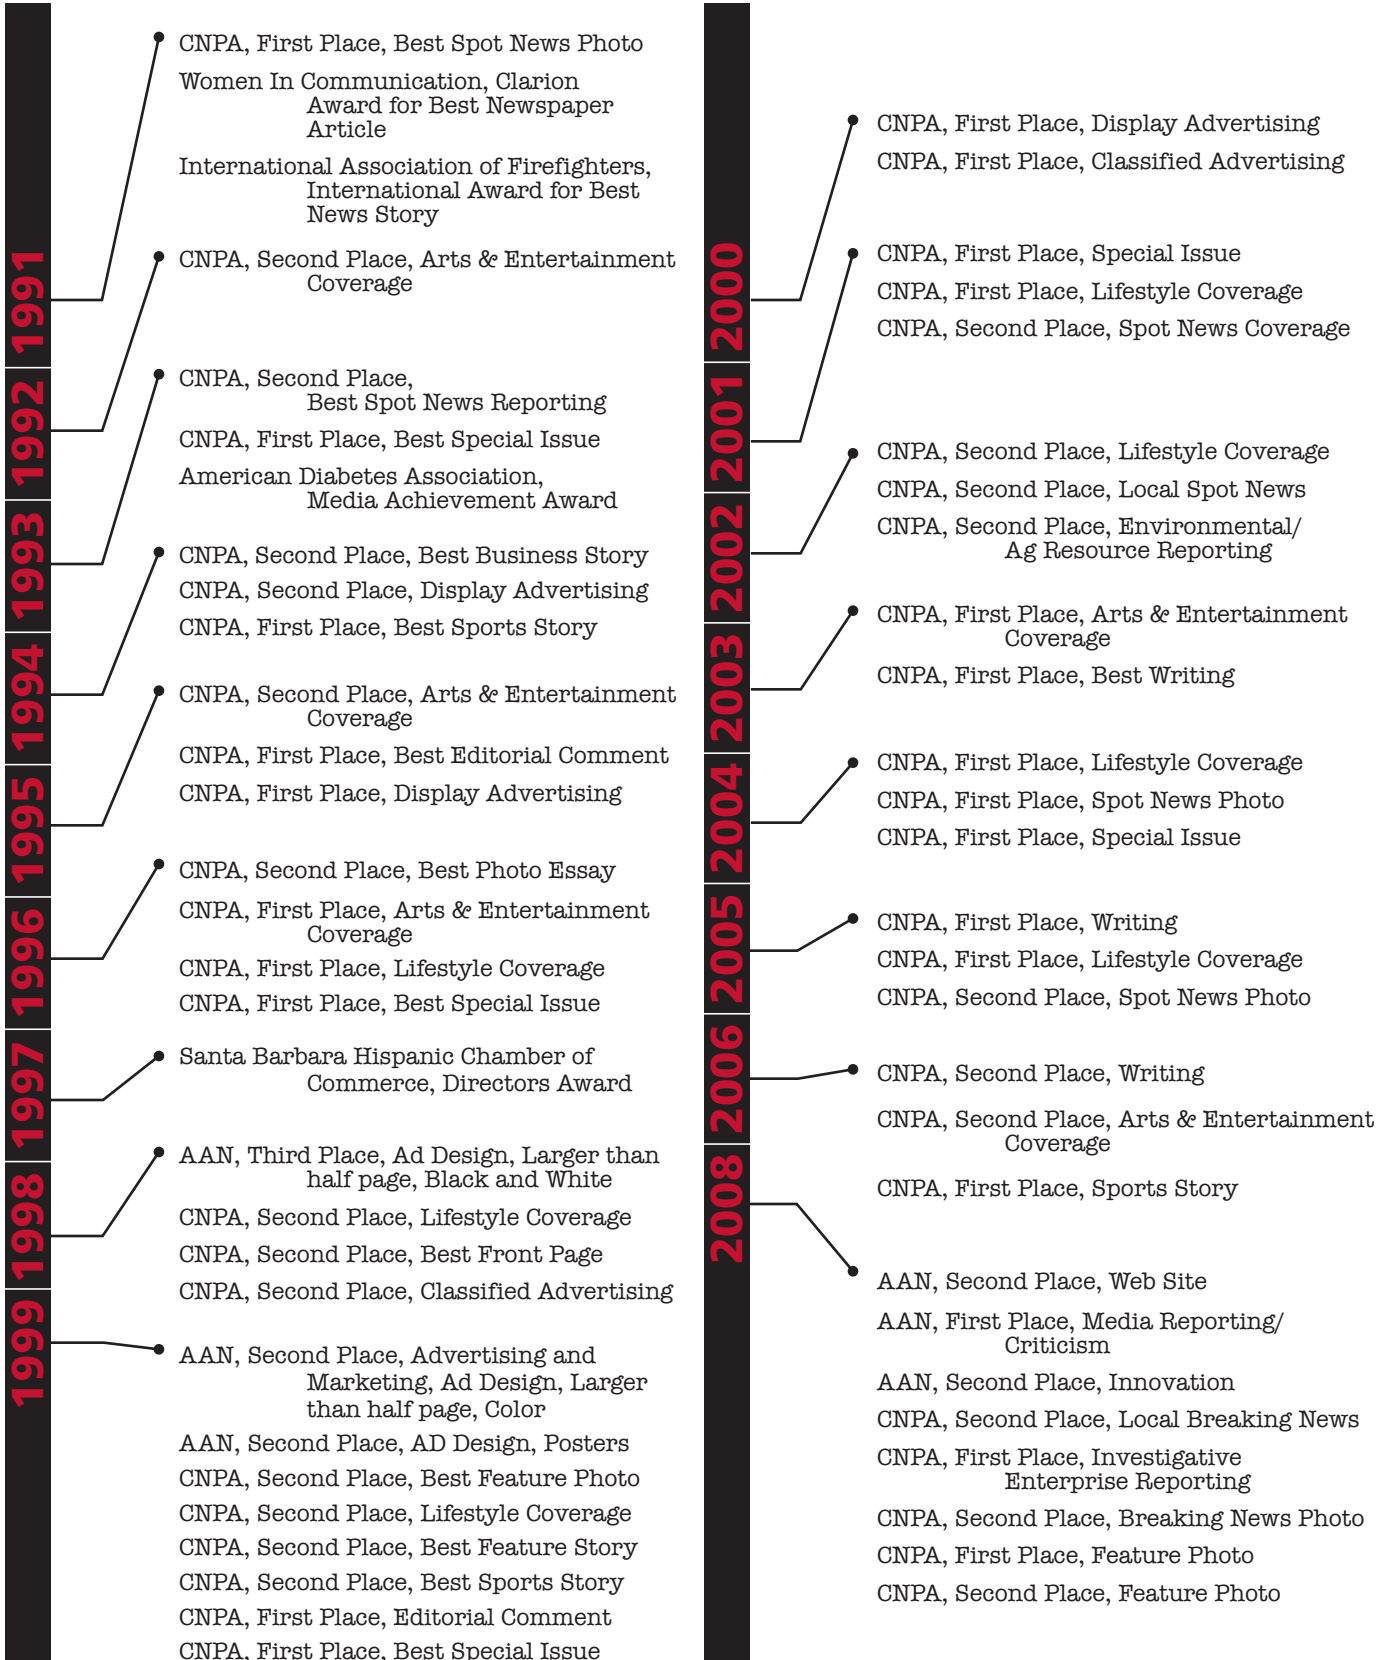 1991
CNPA, First Place, Best Spot News Photo
Women In Communication, Clarion
Award for Best Newspaper
Article
International Association of Firefighters,
International Award for Best
News Story
1992
CNPA, Second Place, Arts & Entertainment
Coverage
1993
CNPA, Second Place,
Best Spot News Reporting
CNPA, First Place, Best Special Issue
American Diabetes Association,
Media Achievement Award
1994
CNPA, Second Place, Best Business Story
CNPA, Second Place, Display Advertising
CNPA, First Place, Best Sports Story
1995
CNPA, Second Place, Arts & Entertainment
Coverage
CNPA, First Place, Best Editorial Comment
CNPA, First Place, Display Advertising
1996
CNPA, Second Place, Best Photo Essay
CNPA, First Place, Arts & Entertainment
Coverage
CNPA, First Place, Lifestyle Coverage
CNPA, First Place, Best Special Issue
1997
Santa Barbara Hispanic Chamber of
Commerce, Directors Award
1998
AAN, Third Place, Ad Design, Larger than
half page, Black and White
CNPA, Second Place, Lifestyle Coverage
CNPA, Second Place, Best Front Page
CNPA, Second Place, Classified Advertising
1999
AAN, Second Place, Advertising and
Marketing, Ad Design, Larger
than half page, Color
AAN, Second Place, AD Design, Posters
CNPA, Second Place, Best Feature Photo
CNPA, Second Place, Lifestyle Coverage
CNPA, Second Place, Best Feature Story
CNPA, Second Place, Best Sports Story
CNPA, First Place, Editorial Comment
CNPA, First Place, Best Special Issue
2000
CNPA, First Place, Display Advertising
CNPA, First Place, Classified Advertising
2001
CNPA, First Place, Special Issue
CNPA, First Place, Lifestyle Coverage
CNPA, Second Place, Spot News Coverage
2002
CNPA, Second Place, Lifestyle Coverage
CNPA, Second Place, Local Spot News
CNPA, Second Place, Environmental/
Ag Resource Reporting
2003
CNPA, First Place, Arts & Entertainment
Coverage
CNPA, First Place, Best Writing
2004
CNPA, First Place, Lifestyle Coverage
CNPA, First Place, Spot News Photo
CNPA, First Place, Special Issue
2005
CNPA, First Place, Writing
CNPA, First Place, Lifestyle Coverage
CNPA, Second Place, Spot News Photo
2006
CNPA, Second Place, Writing
CNPA, Second Place, Arts & Entertainment
Coverage
CNPA, First Place, Sports Story
2008
AAN, Second Place, Web Site
AAN, First Place, Media Reporting/
Criticism
AAN, Second Place, Innovation
CNPA, Second Place, Local Breaking News
CNPA, First Place, Investigative
Enterprise Reporting
CNPA, Second Place, Breaking News Photo
CNPA, First Place, Feature Photo
CNPA, Second Place, Feature Photo